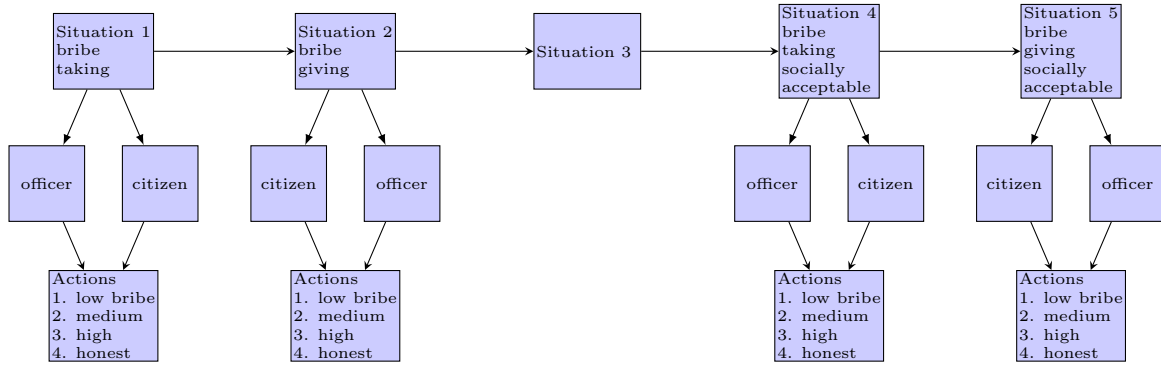 Situation 1
bribe
taking
Situation 2
bribe
giving
Situation 3
Situation 4
bribe
taking
socially
acceptable
Situation 5
bribe
giving
socially
acceptable
officer
citizen
citizen
officer
officer
citizen
citizen
officer
Actions
1. low bribe
2. medium
3. high
4. honest
Actions
1. low bribe
2. medium
3. high
4. honest
Actions
1. low bribe
2. medium
3. high
4. honest
Actions
1. low bribe
2. medium
3. high
4. honest